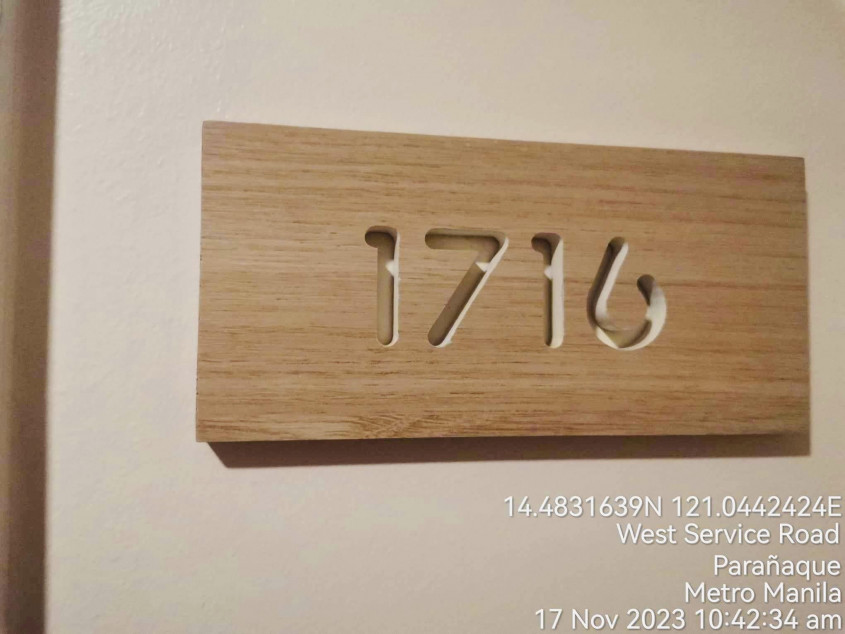 1716
14.4831639N 121.0442424E
West Service Road
Parañaque
Metro Manila
17 Nov 2023 10:42:34 am